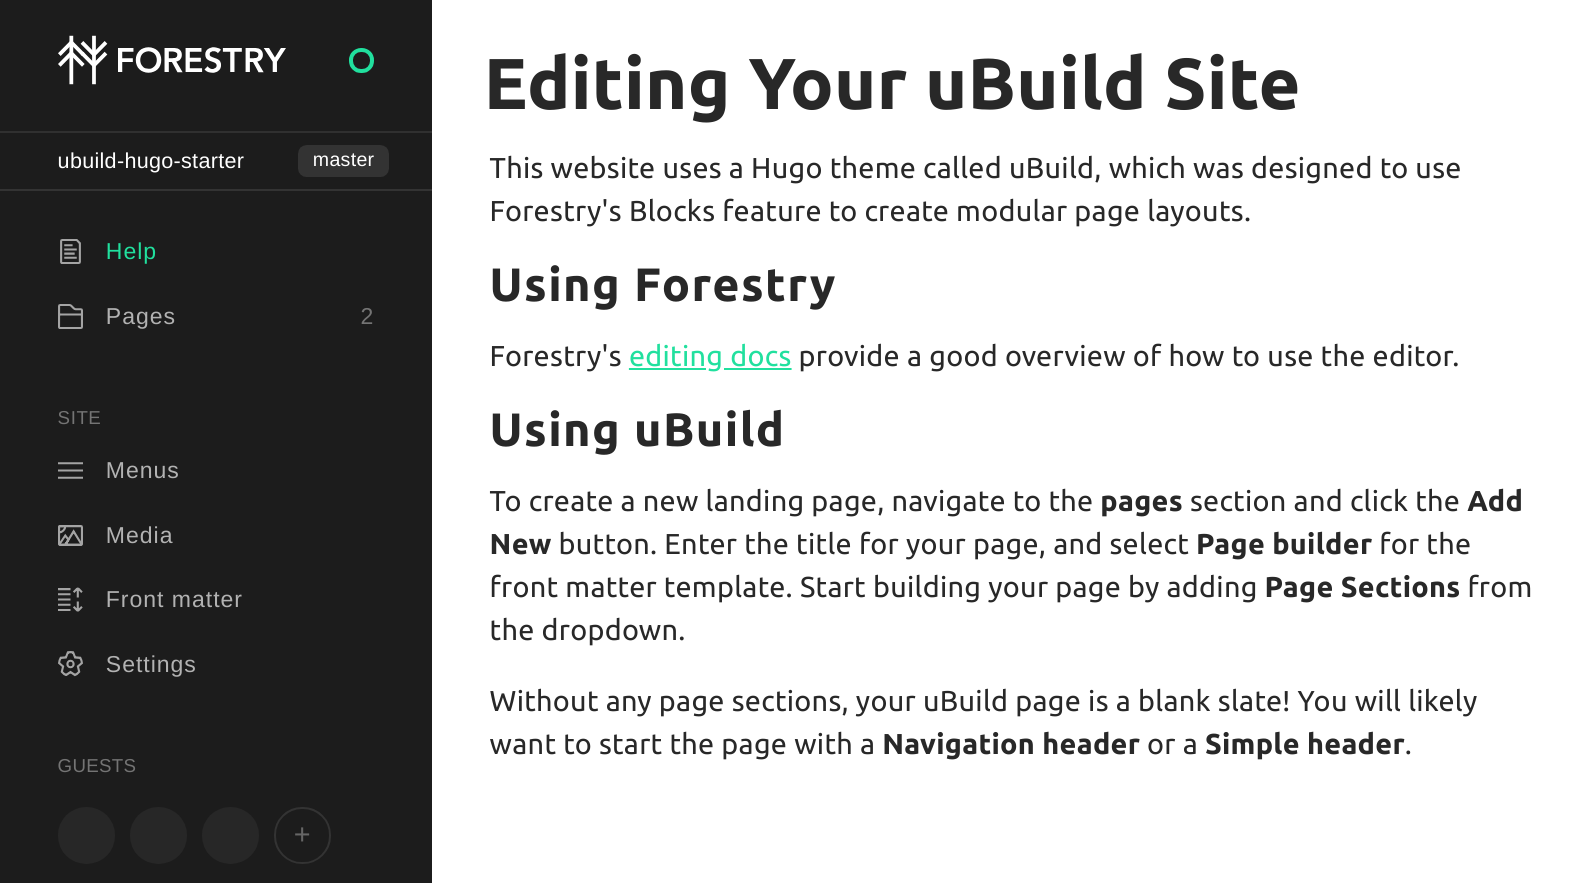 FORESTRY
ubuild-hugo-starter master
Help
Pages 2
SITE
Menus
Media
Front matter
Settings
GUESTS
+
Editing Your uBuild Site
This website uses a Hugo theme called uBuild, which was designed to use
Forestry's Blocks feature to create modular page layouts.
Using Forestry
Forestry's editing docs provide a good overview of how to use the editor.
Using uBuild
To create a new landing page, navigate to the pages section and click the Add
New button. Enter the title for your page, and select Page builder for the
front matter template. Start building your page by adding Page Sections from
the dropdown.
Without any page sections, your uBuild page is a blank slate! You will likely
want to start the page with a Navigation header or a Simple header.